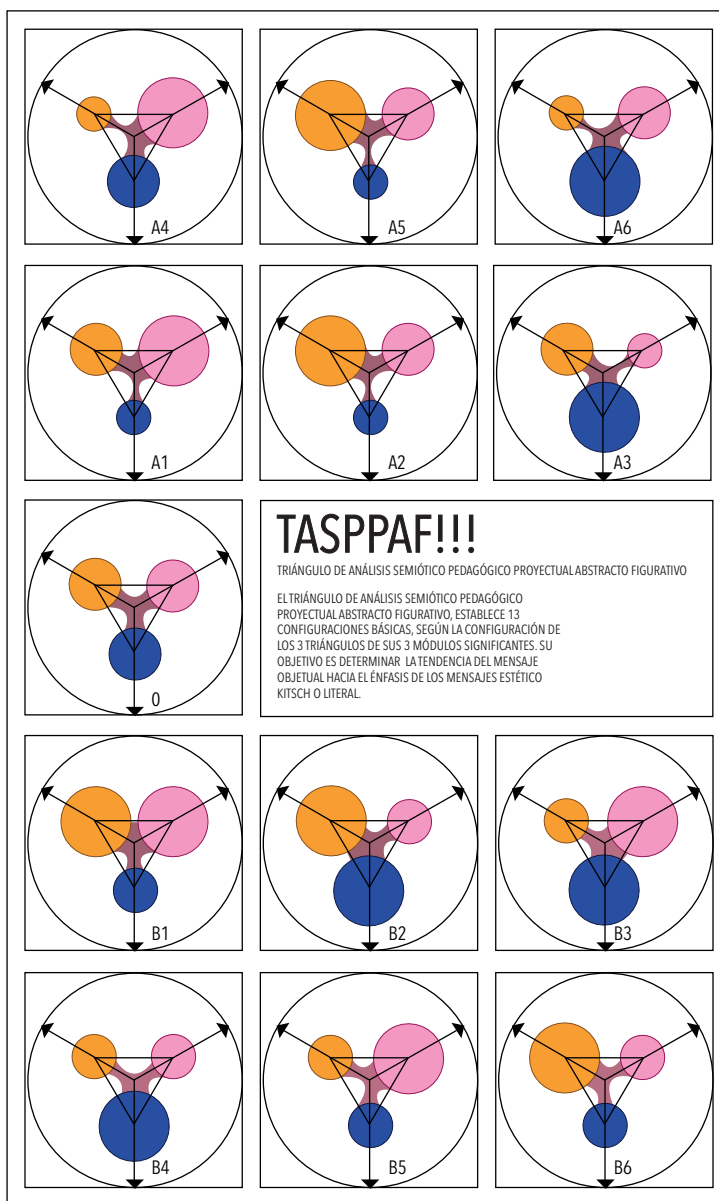 A4
A5
A6
A1
A2
A3
0
TASPPAF!!!
TRIÁNGULO DE ANÁLISIS SEMIÓTICO PEDAGÓGICO PROYECTUAL ABSTRACTO FIGURATIVO
EL TRIÁNGULO DE ANÁLISIS SEMIÓTICO PEDAGÓGICO
PROYECTUAL ABSTRACTO FIGURATIVO, ESTABLECE 13
CONFIGURACIONES BÁSICAS, SEGÚN LA CONFIGURACIÓN DE
LOS 3 TRIÁNGULOS DE SUS 3 MÓDULOS SIGNIFICANTES. SU
OBJETIVO ES DETERMINAR LA TENDENCIA DEL MENSAJE
OBJETUAL HACIA EL ÉNFASIS DE LOS MENSAJES ESTÉTICO
KITSCH O LITERAL.
B1
B2
B3
B4
B5
B6